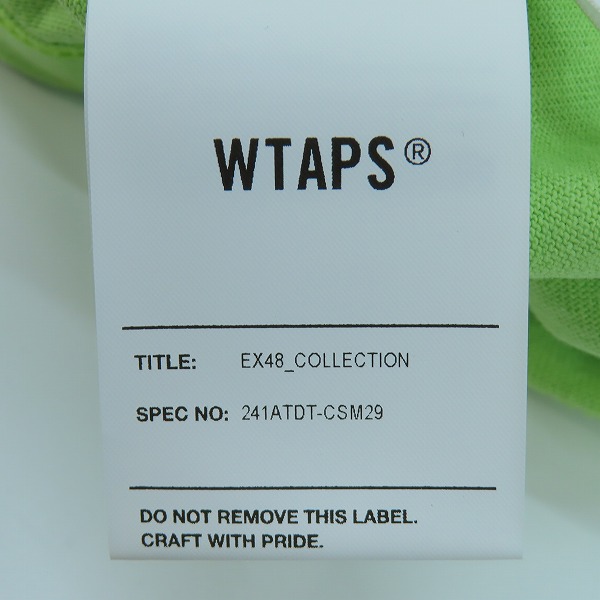 WTAPS®
TITLE: EX48_COLLECTION
SPEC NO: 241ATDT-CSM29
DO NOT REMOVE THIS LABEL.
CRAFT WITH PRIDE.